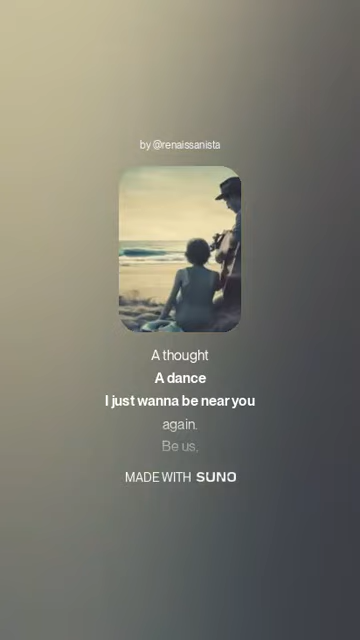 by @renaissanista
A thought
A dance
I just wanna be near you
again.
Be us,
MADE WITH SUNO